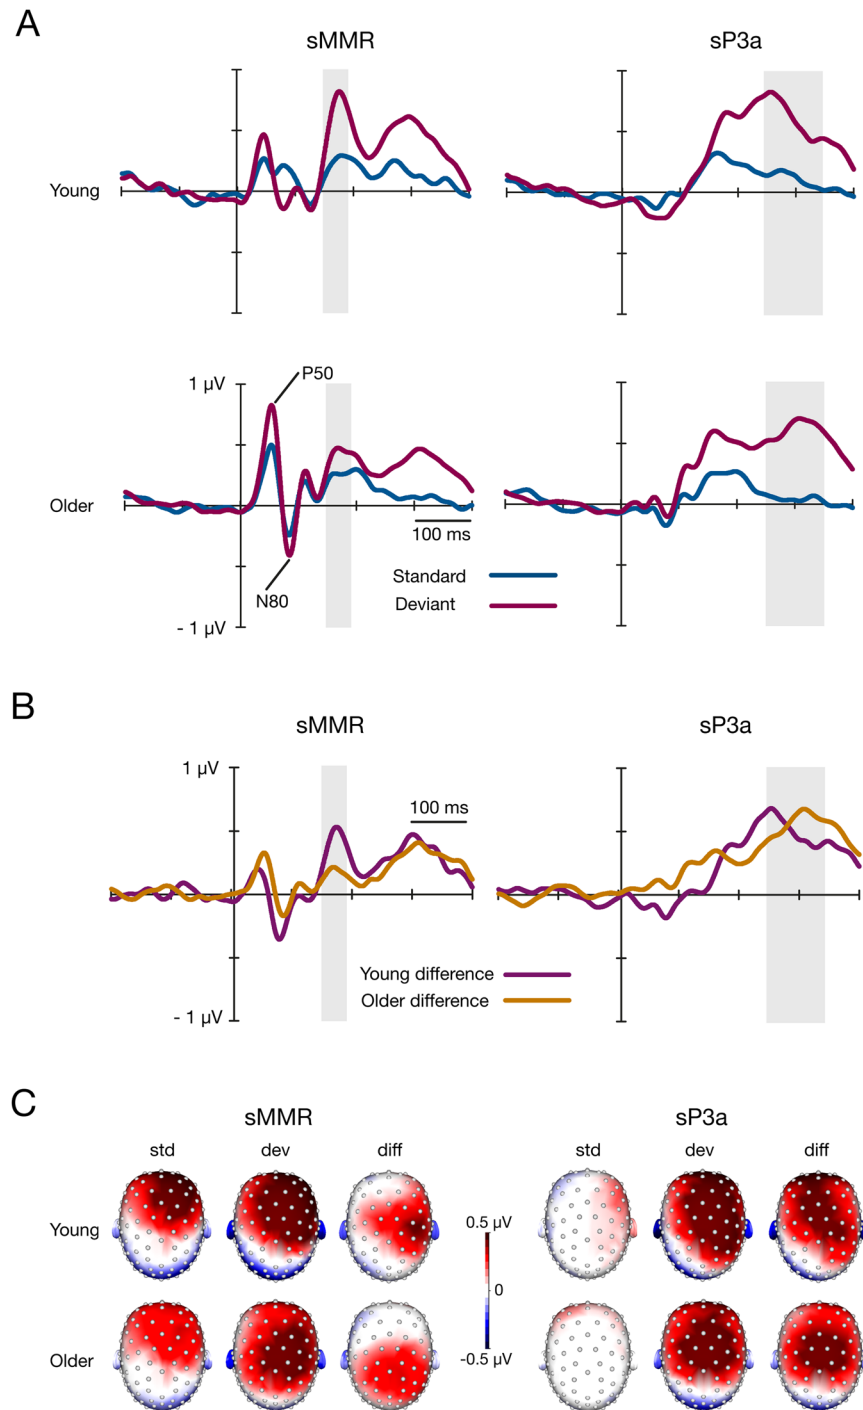 A
sMMR sP3a
Young
1 µV
P50
Older
100 ms
Standard
N80
Deviant
- 1 µV
B
sMMR sP3a
1 µV
100 ms
Young difference
Older difference
- 1 µV
C
sMMR sP3a
std dev diff std dev diff
Young
0.5 µV
0
Older
-0.5 µV